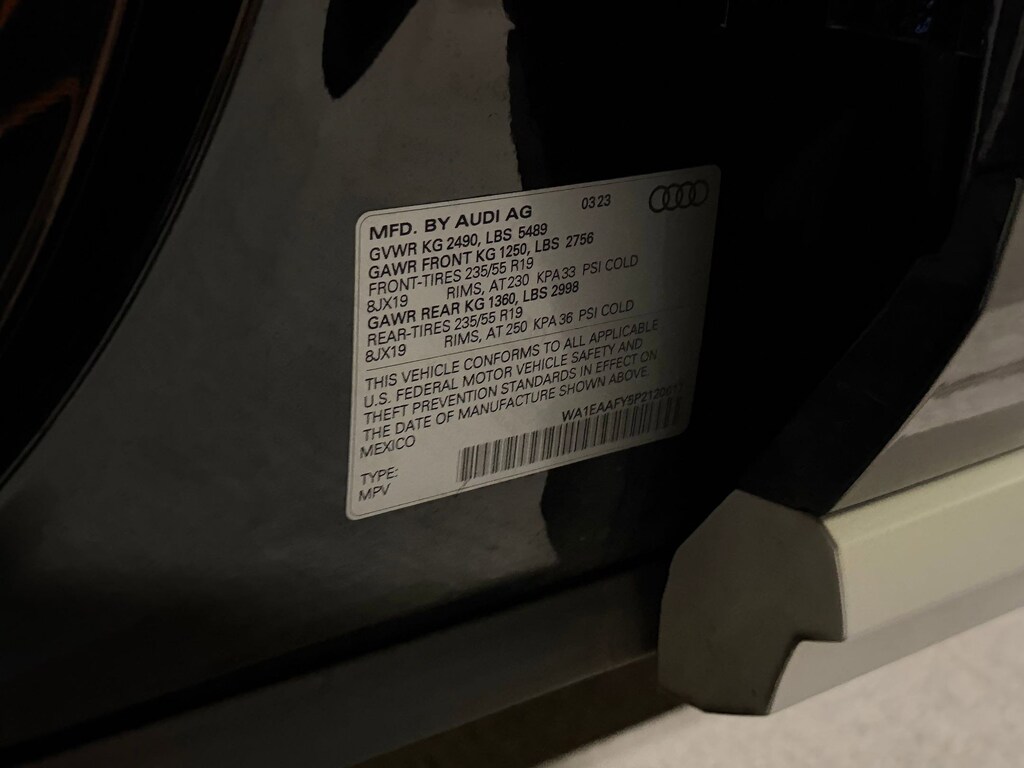 MFD. BY AUDI AG 0323
GVWR KG 2490, LBS 5489
GAWR FRONT KG 1250, LBS 2756
FRONT-TIRES 235/55 R19
8JX19 RIMS, AT 230 KPA 33 PSI COLD
GAWR REAR KG 1360, LBS 2998
REAR-TIRES 235/55 R19
8JX19 RIMS, AT 250 KPA 36 PSI COLD
THIS VEHICLE CONFORMS TO ALL APPLICABLE
U.S. FEDERAL MOTOR VEHICLE SAFETY AND
THEFT PREVENTION STANDARDS IN EFFECT ON
THE DATE OF MANUFACTURE SHOWN ABOVE.
MEXICO
TYPE:
MPV